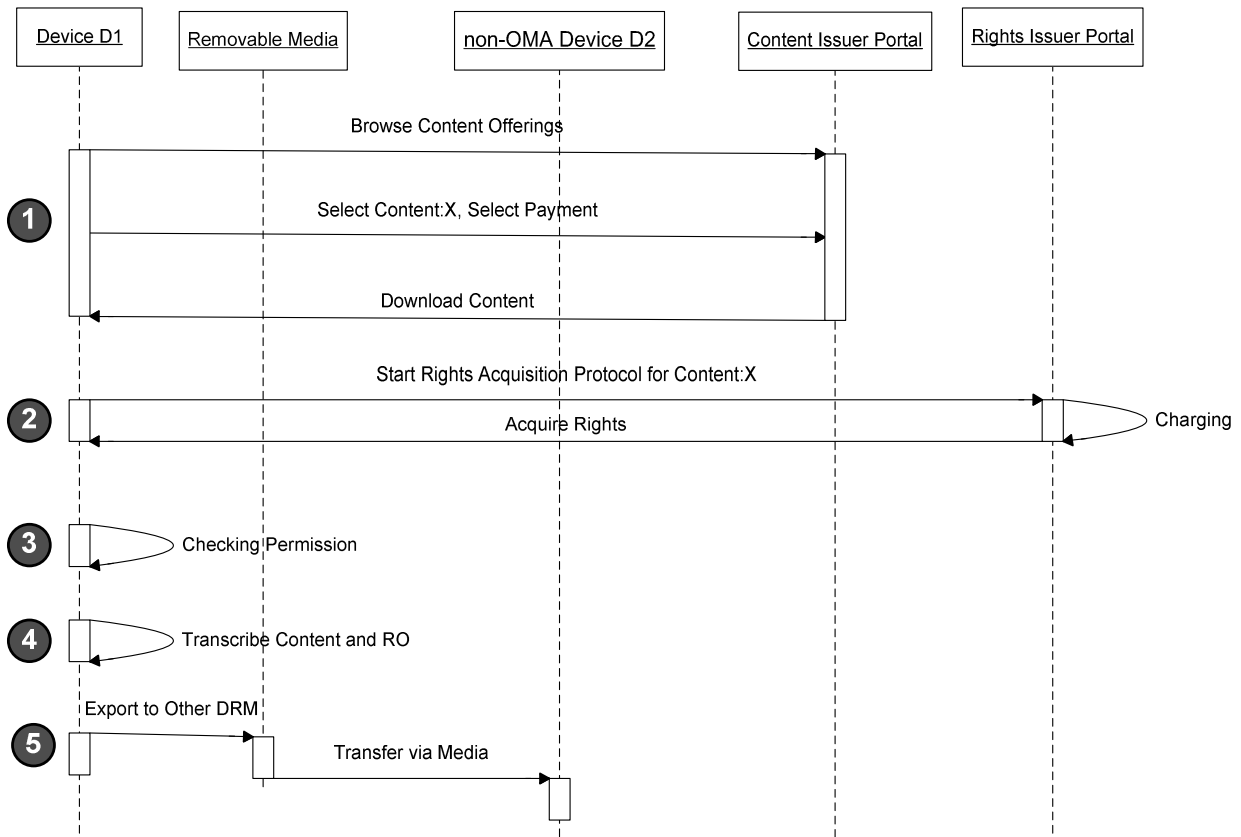 Device D1
Removable Media
non-OMA Device D2
Content Issuer Portal
Rights Issuer Portal
Browse Content Offerings
1
Select Content:X, Select Payment
Download Content
Start Rights Acquisition Protocol for Content:X
2
Acquire Rights
Charging
3
Checking Permission
4
Transcribe Content and RO
Export to Other DRM
5
Transfer via Media